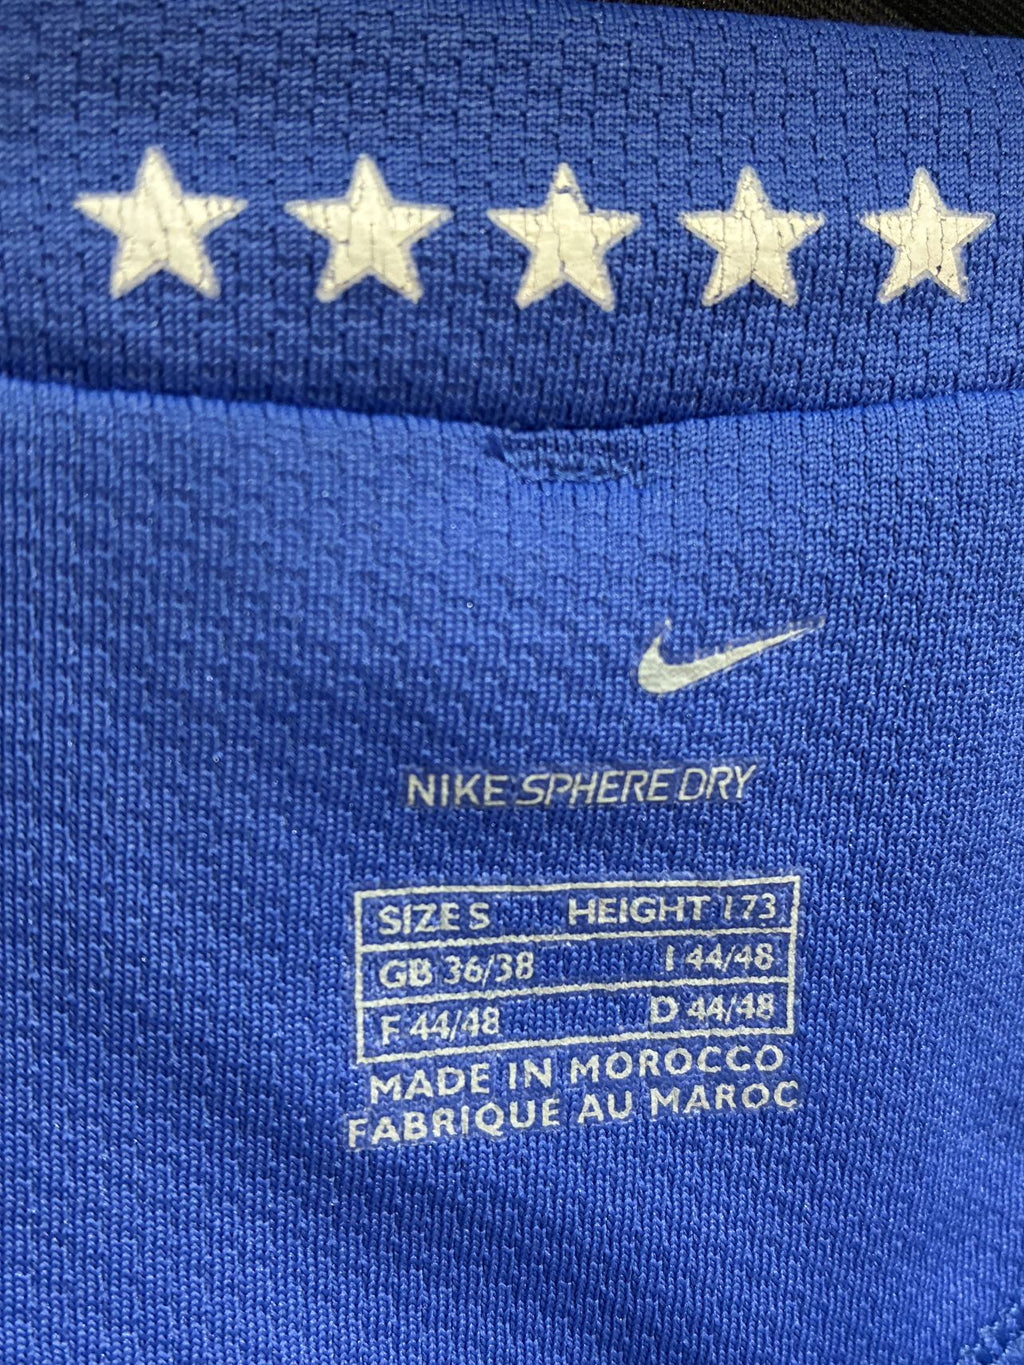 NIKE SPHERE DRY
SIZE S HEIGHT 173
GB 36/38 I 44/48
F 44/48 D 44/48
MADE IN MOROCCO
FABRIQUE AU MAROC